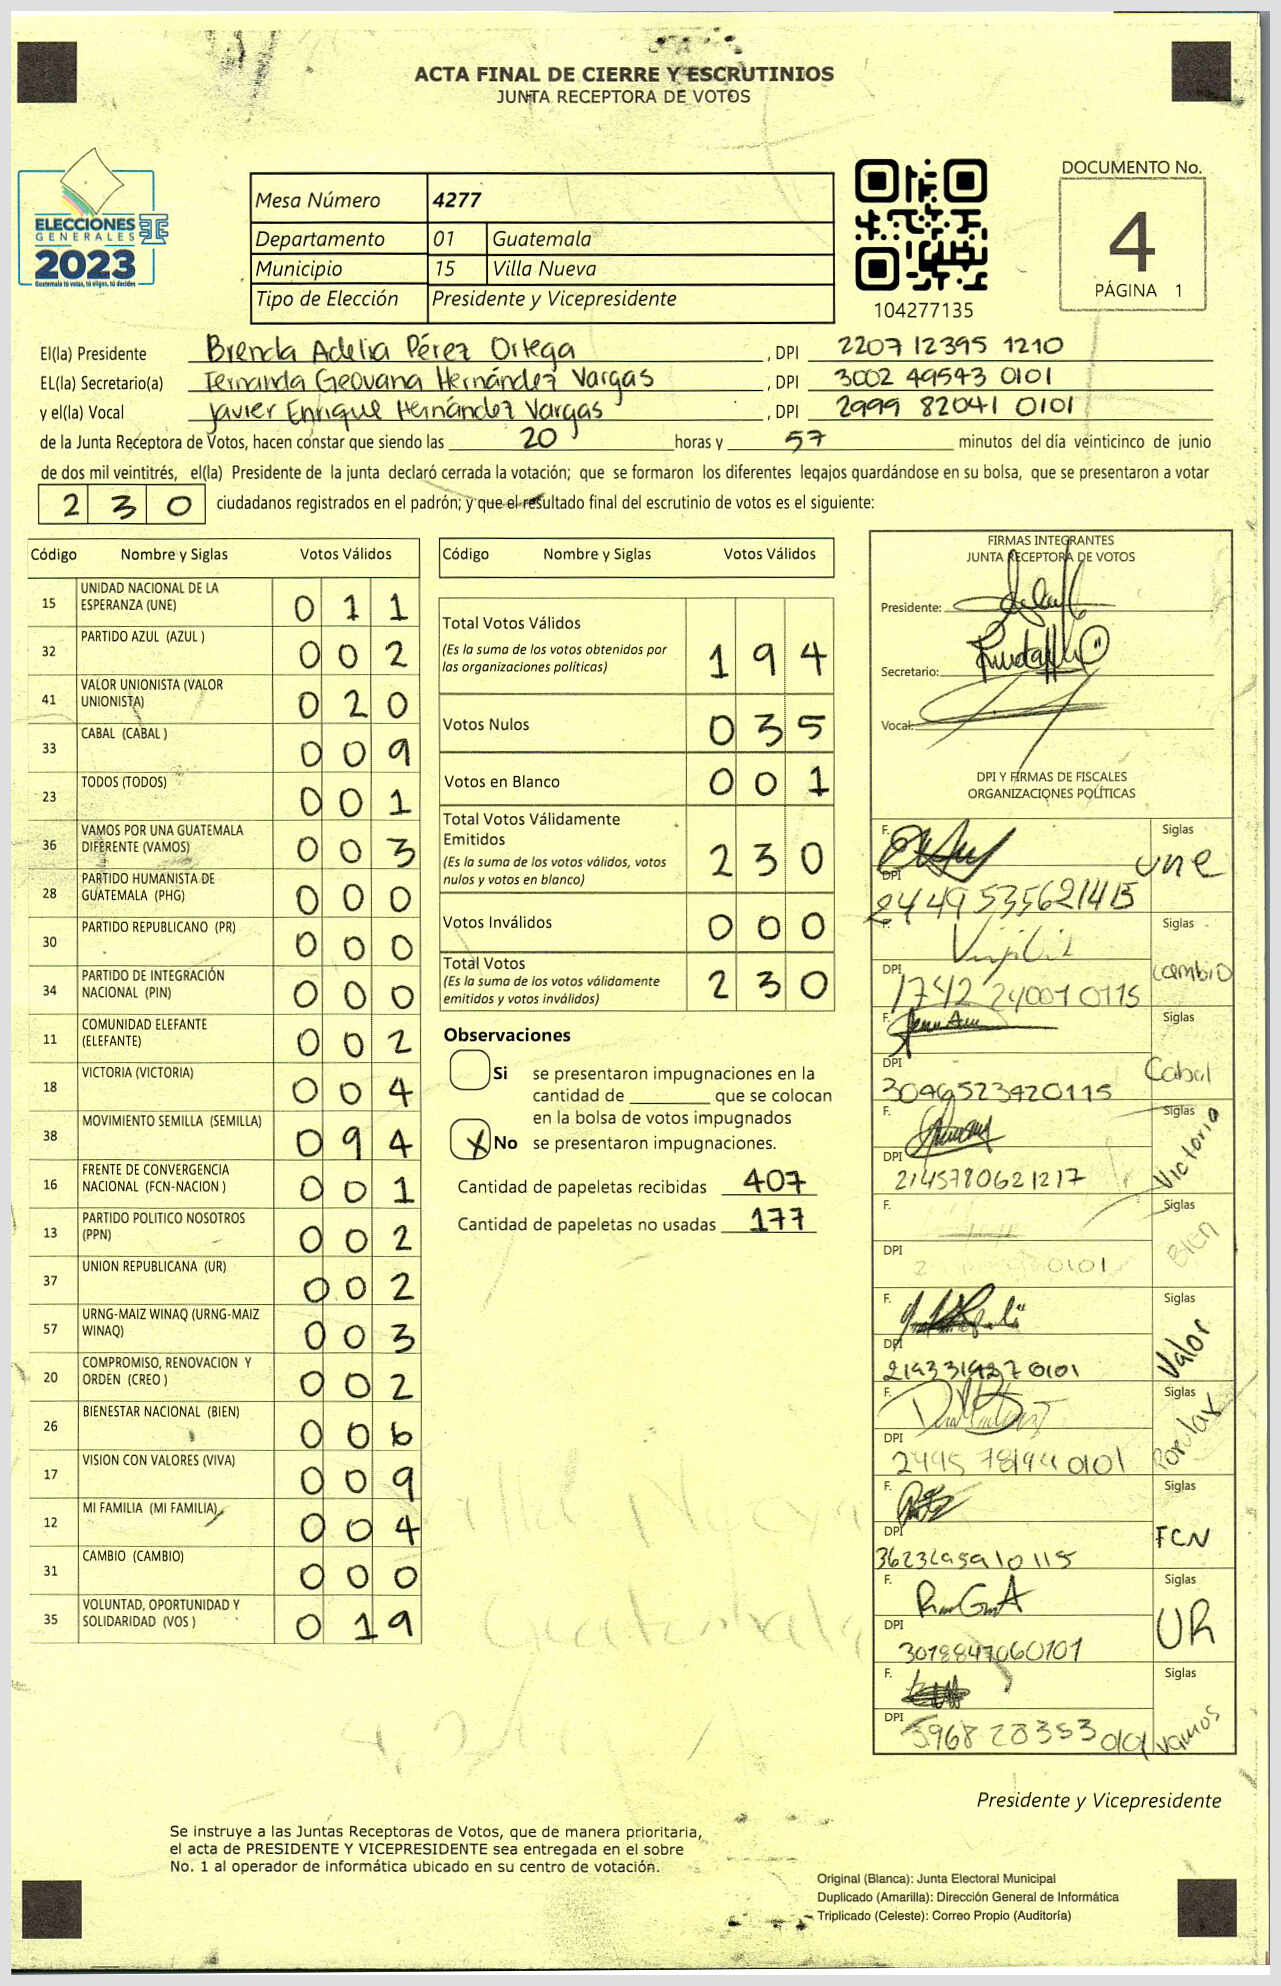 ACTA FINAL DE CIERRE Y ESCRUTINIOS
JUNTA RECEPTORA DE VOTOS
ELECCIONES
GENERALES
2023
Guatemala tú votas, tú eliges, tú decides
Mesa Número 4277
Departamento 01 Guatemala
Municipio 15 Villa Nueva
Tipo de Elección Presidente y Vicepresidente
104277135
DOCUMENTO No.
4
PÁGINA 1
El(la) Presidente Brenda Adelia Pérez Ortega , DPI 2207 12395 1210
EL(la) Secretario(a) Fernanda Geovana Hernández Vargas , DPI 3002 49543 0101
y el(la) Vocal Javier Enrique Hernández Vargas , DPI 2999 82041 0101
de la Junta Receptora de Votos, hacen constar que siendo las 20 horas y 57 minutos del día veinticinco de junio
de dos mil veintitrés, el(la) Presidente de la junta declaró cerrada la votación; que se formaron los diferentes legajos quardándose en su bolsa, que se presentaron a votar
2 3 0 ciudadanos registrados en el padrón; y que el resultado final del escrutinio de votos es el siguiente:
Código Nombre y Siglas Votos Válidos
15 UNIDAD NACIONAL DE LA ESPERANZA (UNE) 0 1 1
32 PARTIDO AZUL (AZUL ) 0 0 2
41 VALOR UNIONISTA (VALOR UNIONISTA) 0 2 0
33 CABAL (CABAL ) 0 0 9
23 TODOS (TODOS) 0 0 1
36 VAMOS POR UNA GUATEMALA DIFERENTE (VAMOS) 0 0 3
28 PARTIDO HUMANISTA DE GUATEMALA (PHG) 0 0 0
30 PARTIDO REPUBLICANO (PR) 0 0 0
34 PARTIDO DE INTEGRACIÓN NACIONAL (PIN) 0 0 0
11 COMUNIDAD ELEFANTE (ELEFANTE) 0 0 2
18 VICTORIA (VICTORIA) 0 0 4
38 MOVIMIENTO SEMILLA (SEMILLA) 0 9 4
16 FRENTE DE CONVERGENCIA NACIONAL (FCN-NACION ) 0 0 1
13 PARTIDO POLITICO NOSOTROS (PPN) 0 0 2
37 UNION REPUBLICANA (UR) 0 0 2
57 URNG-MAIZ WINAQ (URNG-MAIZ WINAQ) 0 0 3
20 COMPROMISO, RENOVACION Y ORDEN (CREO ) 0 0 2
26 BIENESTAR NACIONAL (BIEN) 0 0 6
17 VISION CON VALORES (VIVA) 0 0 9
12 MI FAMILIA (MI FAMILIA) 0 0 4
31 CAMBIO (CAMBIO) 0 0 0
35 VOLUNTAD, OPORTUNIDAD Y SOLIDARIDAD (VOS ) 0 1 9
Código Nombre y Siglas Votos Válidos
Total Votos Válidos
(Es la suma de los votos obtenidos por
las organizaciones políticas) 1 9 4
Votos Nulos 0 3 5
Votos en Blanco 0 0 1
Total Votos Válidamente
Emitidos
(Es la suma de los votos válidos, votos
nulos y votos en blanco) 2 3 0
Votos Inválidos 0 0 0
Total Votos
(Es la suma de los votos válidamente
emitidos y votos inválidos) 2 3 0
Observaciones
Si se presentaron impugnaciones en la
cantidad de ________ que se colocan
en la bolsa de votos impugnados
X No se presentaron impugnaciones.
Cantidad de papeletas recibidas 407
Cantidad de papeletas no usadas 177
FIRMAS INTEGRANTES
JUNTA RECEPTORA DE VOTOS
Presidente:
Secretario:
Vocal:
DPI Y FIRMAS DE FISCALES
ORGANIZACIONES POLÍTICAS
F. Siglas
une
DPI
F. Siglas
cambio
DPI
F. Siglas
Cabal
DPI
3049523420115
F. Siglas
Victoria
DPI
2145780621217
F. Siglas
Bien
DPI
0101
F. Siglas
Valor
DPI
F. Siglas
DPI
F. Siglas
FCN
DPI
F. Siglas
UR
DPI
F. Siglas
vamos
DPI
Villa Nueva
Guatemala
Presidente y Vicepresidente
Se instruye a las Juntas Receptoras de Votos, que de manera prioritaria,
el acta de PRESIDENTE Y VICEPRESIDENTE sea entregada en el sobre
No. 1 al operador de informática ubicado en su centro de votación.
Original (Blanca): Junta Electoral Municipal
Duplicado (Amarilla): Dirección General de Informática
Triplicado (Celeste): Correo Propio (Auditoría)